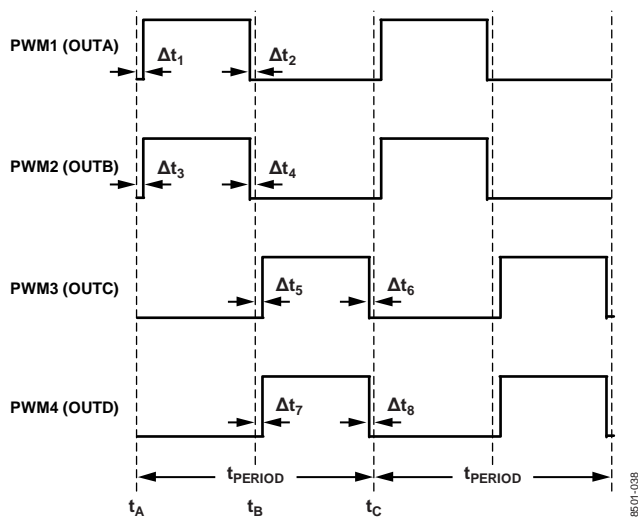 PWM1 (OUTA)
Δt1
Δt2
PWM2 (OUTB)
Δt3
Δt4
PWM3 (OUTC)
Δt5
Δt6
PWM4 (OUTD)
Δt7
Δt8
tPERIOD
tPERIOD
tA
tB
tC
8501-038